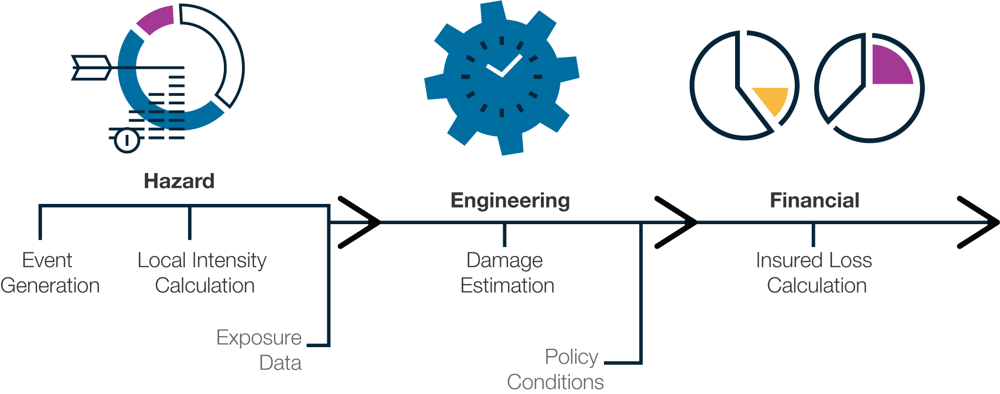 Hazard
Event
Generation
Local Intensity
Calculation
Exposure
Data
Engineering
Damage
Estimation
Policy
Conditions
Financial
Insured Loss
Calculation